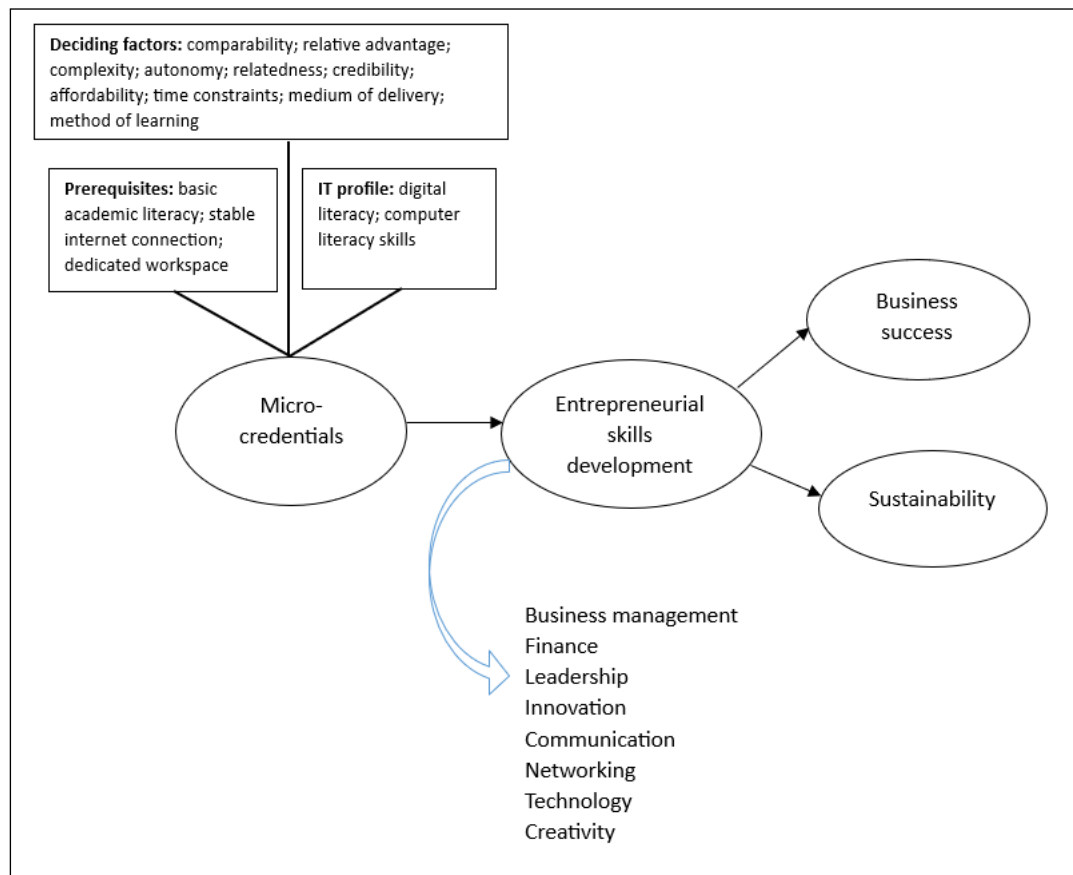 Deciding factors: comparability; relative advantage;
complexity; autonomy; relatedness; credibility;
affordability; time constraints; medium of delivery;
method of learning
Prerequisites: basic
academic literacy; stable
internet connection;
dedicated workspace
IT profile: digital
literacy; computer
literacy skills
Micro-
credentials
Entrepreneurial
skills
development
Business
success
Sustainability
Business management
Finance
Leadership
Innovation
Communication
Networking
Technology
Creativity